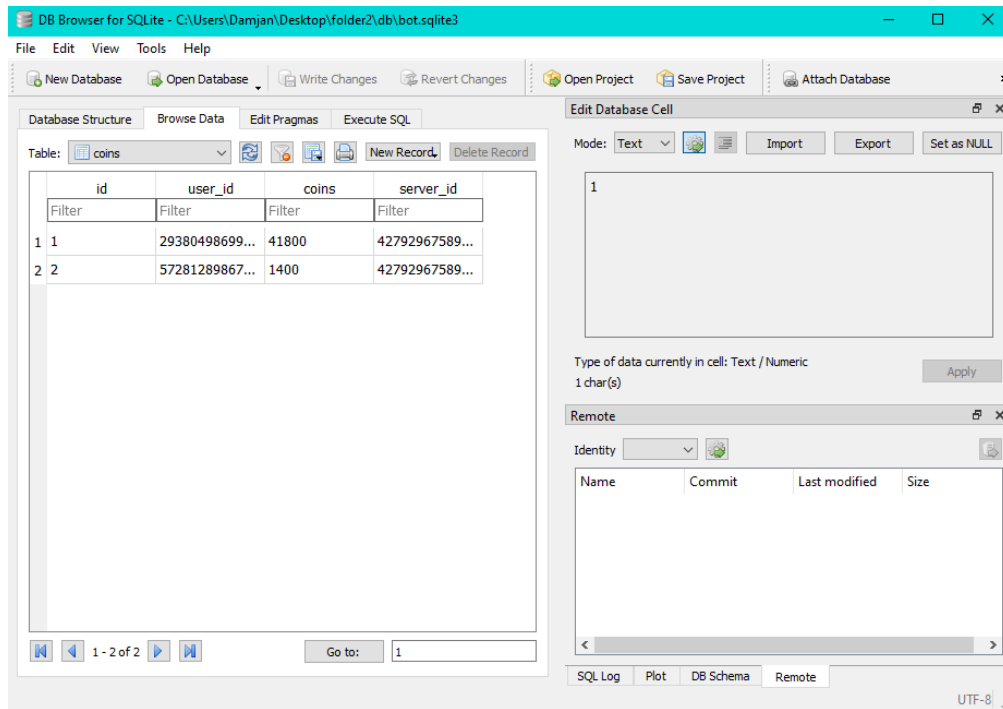 DB Browser for SQLite - C:\Users\Damjan\Desktop\folder2\db\bot.sqlite3
File Edit View Tools Help
New Database Open Database Write Changes Revert Changes Open Project Save Project Attach Database
Database Structure Browse Data Edit Pragmas Execute SQL
Table: coins New Record Delete Record
id user_id coins server_id
Filter Filter Filter Filter
1 1 29380498699... 41800 42792967589...
2 2 57281289867... 1400 42792967589...
1 - 2 of 2 Go to: 1
Edit Database Cell
Mode: Text Import Export Set as NULL
1
Type of data currently in cell: Text / Numeric
1 char(s)
Apply
Remote
Identity
Name Commit Last modified Size
SQL Log Plot DB Schema Remote
UTF-8